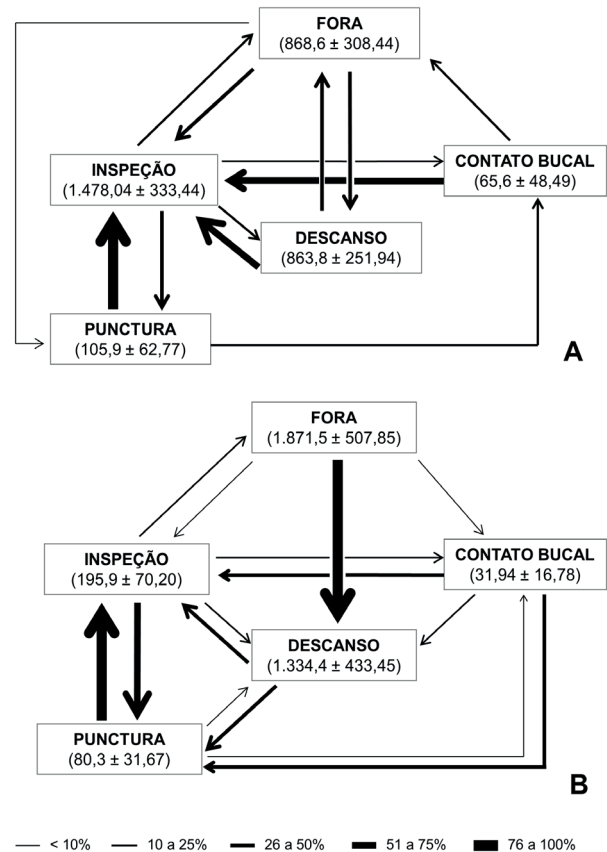 FORA
(868,6 ± 308,44)
INSPEÇÃO
(1.478,04 ± 333,44)
CONTATO BUCAL
(65,6 ± 48,49)
DESCANSO
(863,8 ± 251,94)
PUNCTURA
(105,9 ± 62,77)
A
FORA
(1.871,5 ± 507,85)
INSPEÇÃO
(195,9 ± 70,20)
CONTATO BUCAL
(31,94 ± 16,78)
DESCANSO
(1.334,4 ± 433,45)
PUNCTURA
(80,3 ± 31,67)
B
< 10% 10 a 25% 26 a 50% 51 a 75% 76 a 100%